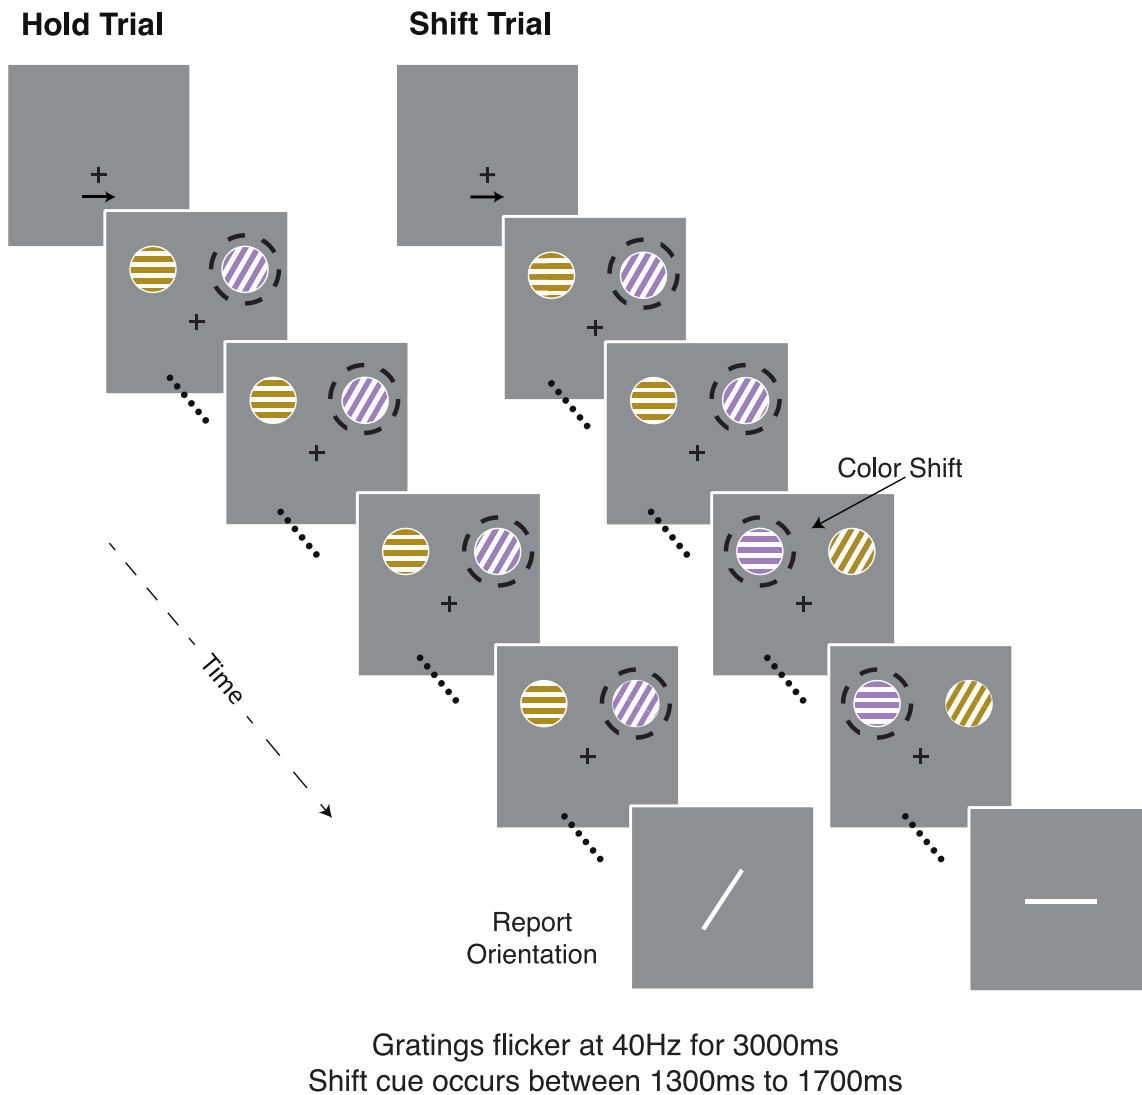 Hold Trial
Shift Trial
Color Shift
Time
Report
Orientation
Gratings flicker at 40Hz for 3000ms
Shift cue occurs between 1300ms to 1700ms